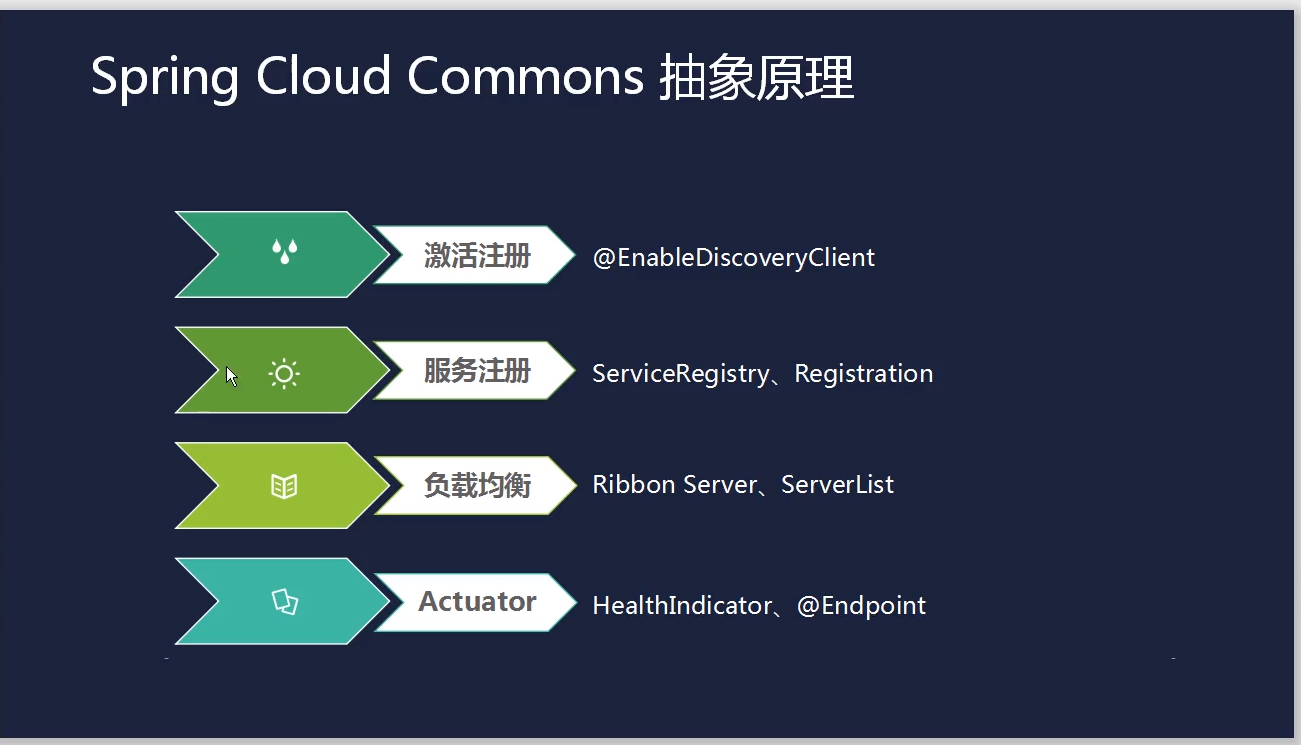 Spring Cloud Commons 抽象原理
激活注册 @EnableDiscoveryClient
服务注册 ServiceRegistry、Registration
负载均衡 Ribbon Server、ServerList
Actuator HealthIndicator、@Endpoint